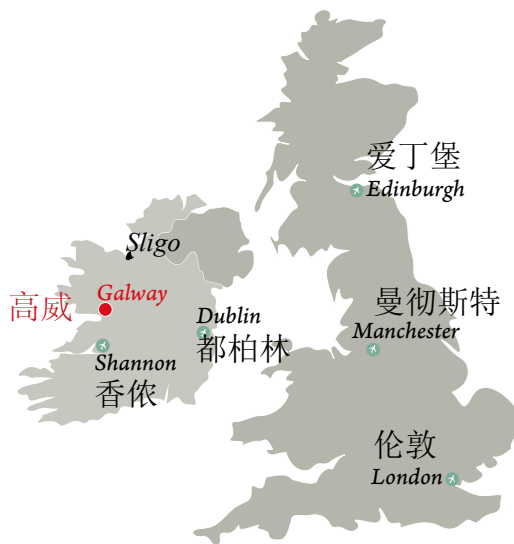 爱丁堡
Edinburgh
Sligo
高威
Galway
Dublin
都柏林
曼彻斯特
Manchester
Shannon
香侬
伦敦
London